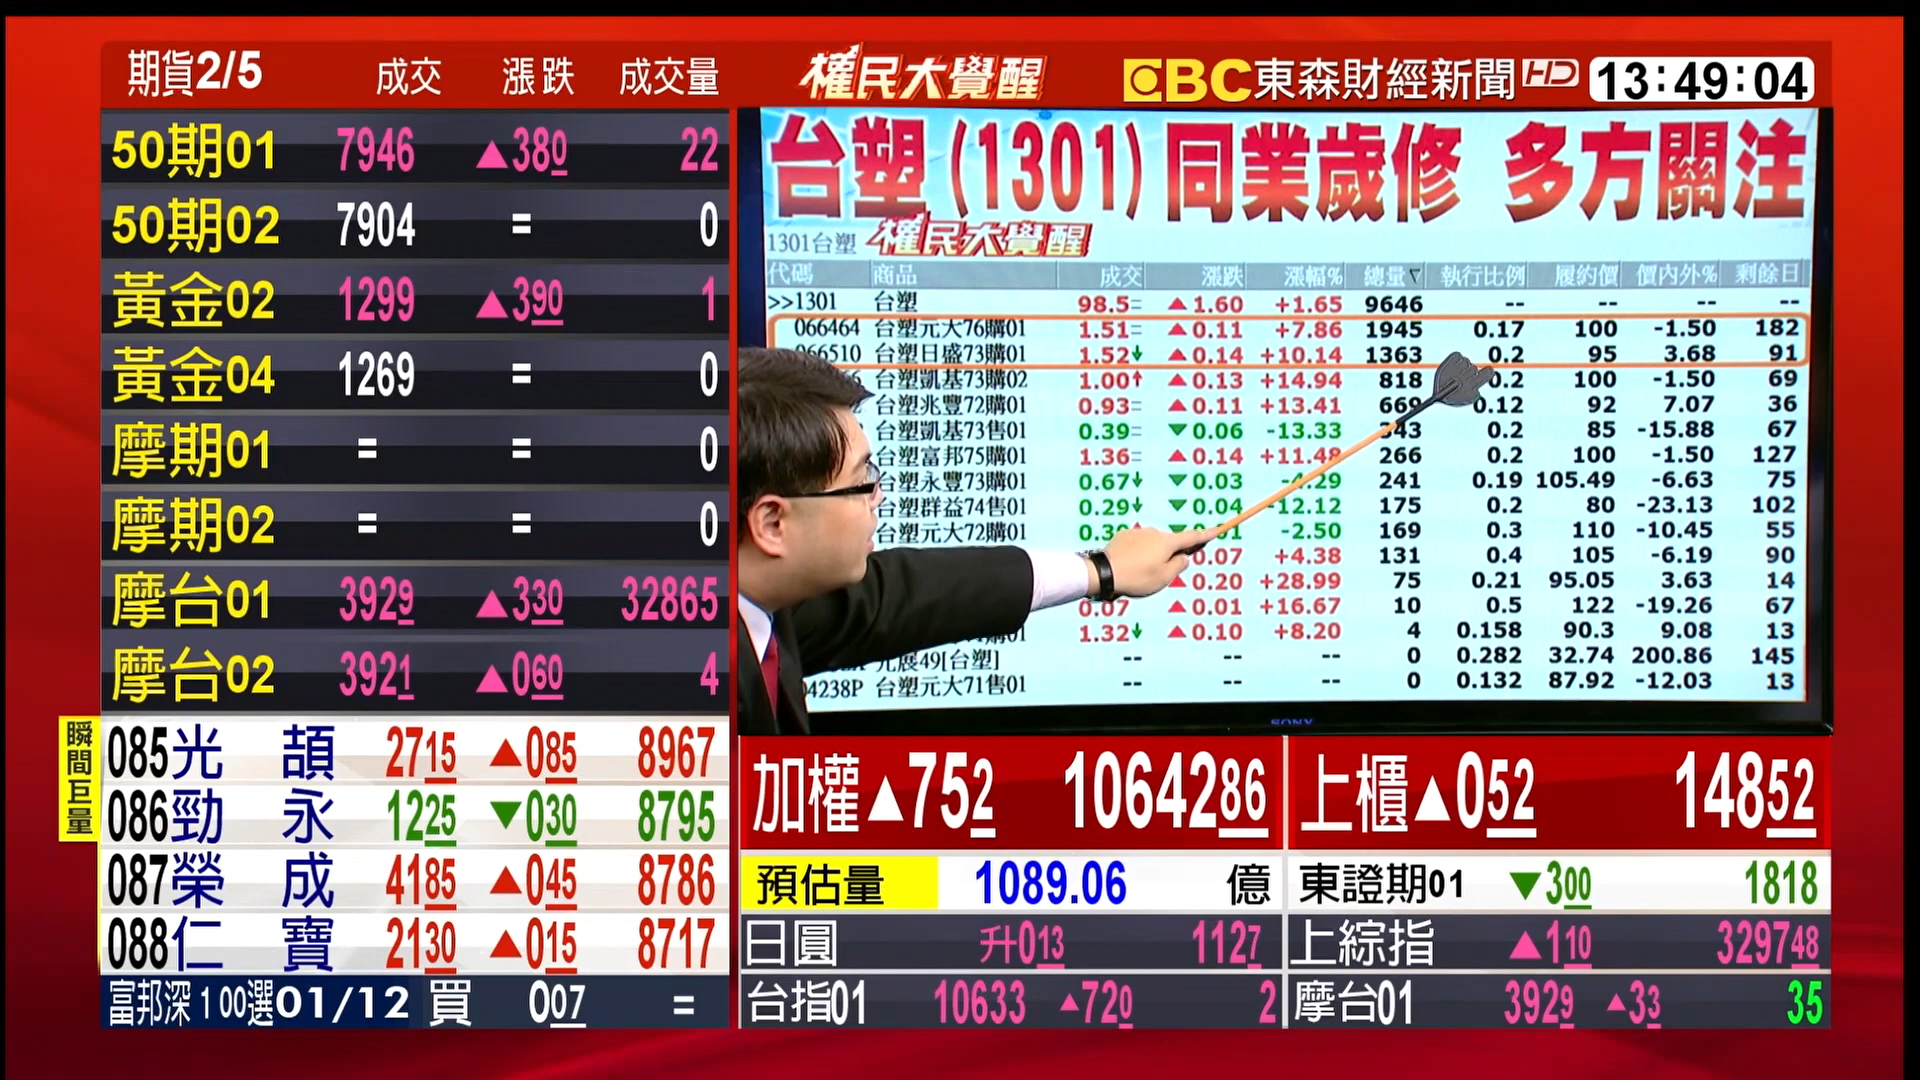 期貨2/5 成交 漲跌 成交量
權民大覺醒
EBC東森財經新聞HD 13:49:04
50期01 7946 ▲380 22
50期02 7904 = 0
黃金02 1299 ▲390 1
黃金04 1269 = 0
摩期01 = = 0
摩期02 = = 0
摩台01 3929 ▲330 32865
摩台02 3921 ▲060 4
瞬間巨量
085光頡 2715 ▲085 8967
086勁永 1225 ▼030 8795
087榮成 4185 ▲045 8786
088仁寶 2130 ▲015 8717
富邦深100選01/12 買 007 =
台塑(1301)同業歲修 多方關注
1301台塑 權民大覺醒
代碼 商品 成交 漲跌 漲幅% 總量▽ 執行比例 履約價 價內外% 剩餘日
>>1301 台塑 98.5= ▲1.60 +1.65 9646 -- -- -- --
066464 台塑元大76購01 1.51= ▲0.11 +7.86 1945 0.17 100 -1.50 182
066510 台塑日盛73購01 1.52↓ ▲0.14 +10.14 1363 0.2 95 3.68 91
台塑凱基73購02 1.00↑ ▲0.13 +14.94 818 0.2 100 -1.50 69
台塑兆豐72購01 0.93= ▲0.11 +13.41 669 0.12 92 7.07 36
台塑凱基73售01 0.39= ▼0.06 -13.33 343 0.2 85 -15.88 67
台塑富邦75購01 1.36= ▲0.14 +11.48 266 0.2 100 -1.50 127
台塑永豐73購01 0.67↓ ▼0.03 -4.29 241 0.19 105.49 -6.63 75
台塑群益74售01 0.29↓ ▼0.04 -12.12 175 0.2 80 -23.13 102
台塑元大72購01 -2.50 169 0.3 110 -10.45 55
0.07 +4.38 131 0.4 105 -6.19 90
▲0.20 +28.99 75 0.21 95.05 3.63 14
0.07 ▲0.01 +16.67 10 0.5 122 -19.26 67
購01 1.32↓ ▲0.10 +8.20 4 0.158 90.3 9.08 13
元展49[台塑] -- -- -- 0 0.282 32.74 200.86 145
04238P 台塑元大71售01 -- -- -- 0 0.132 87.92 -12.03 13
SONY
加權▲752 1064286
上櫃▲052 14852
預估量 1089.06 億
東證期01 ▼300 1818
日圓 升013 1127
上綜指 ▲110 329748
台指01 10633 ▲720 2
摩台01 3929 ▲33 35